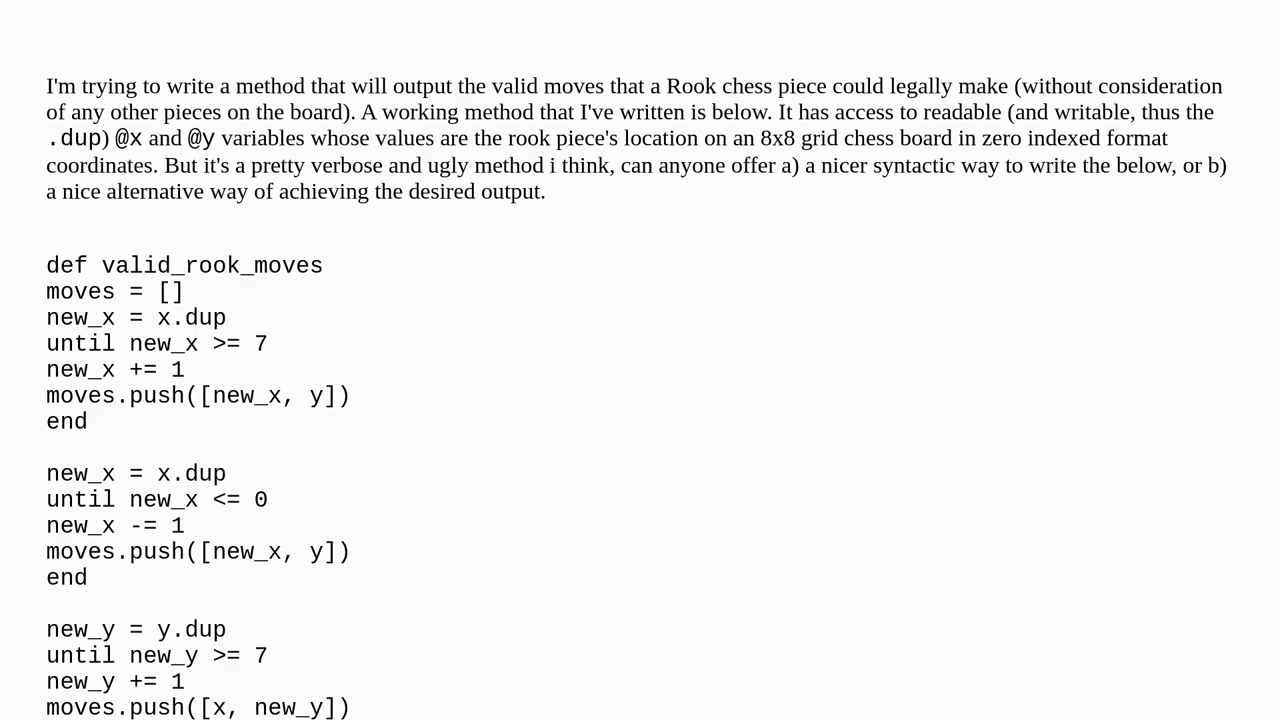 I'm trying to write a method that will output the valid moves that a Rook chess piece could legally make (without consideration
of any other pieces on the board). A working method that I've written is below. It has access to readable (and writable, thus the
.dup) @x and @y variables whose values are the rook piece's location on an 8x8 grid chess board in zero indexed format
coordinates. But it's a pretty verbose and ugly method i think, can anyone offer a) a nicer syntactic way to write the below, or b)
a nice alternative way of achieving the desired output.
def valid_rook_moves
moves = []
new_x = x.dup
until new_x >= 7
new_x += 1
moves.push([new_x, y])
end
new_x = x.dup
until new_x <= 0
new_x -= 1
moves.push([new_x, y])
end
new_y = y.dup
until new_y >= 7
new_y += 1
moves.push([x, new_y])